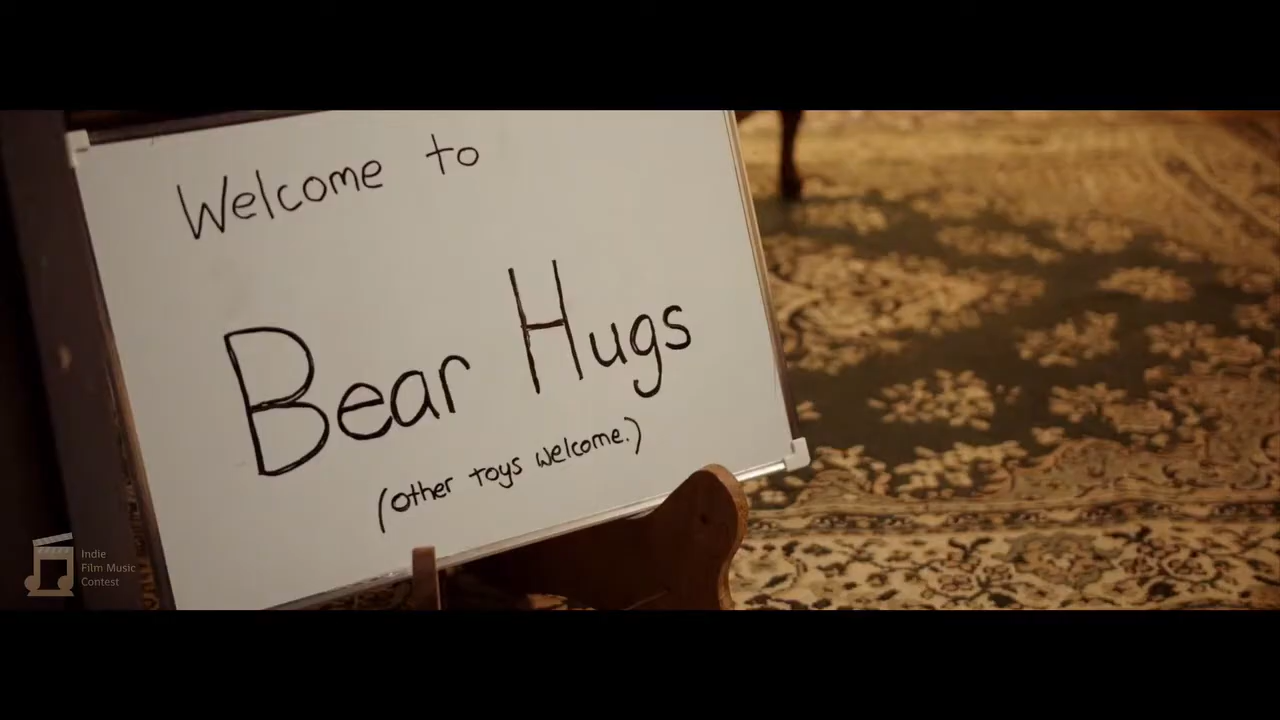 Welcome to
Bear Hugs
(other toys welcome.)
Indie
Film Music
Contest